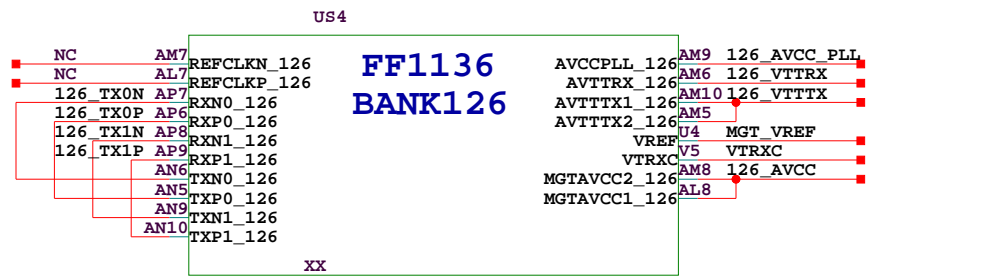 US4
FF1136
BANK126
NC AM7 REFCLKN_126
NC AL7 REFCLKP_126
126_TX0N AP7 RXN0_126
126_TX0P AP6 RXP0_126
126_TX1N AP8 RXN1_126
126_TX1P AP9 RXP1_126
AN6 TXN0_126
AN5 TXP0_126
AN9 TXN1_126
AN10 TXP1_126
AVCCPLL_126 AM9 126_AVCC_PLL
AVTTRX_126 AM6 126_VTTRX
AVTTTX1_126 AM10 126_VTTTX
AVTTTX2_126 AM5
VREF U4 MGT_VREF
VTRXC V5 VTRXC
MGTAVCC2_126 AM8 126_AVCC
MGTAVCC1_126 AL8
XX